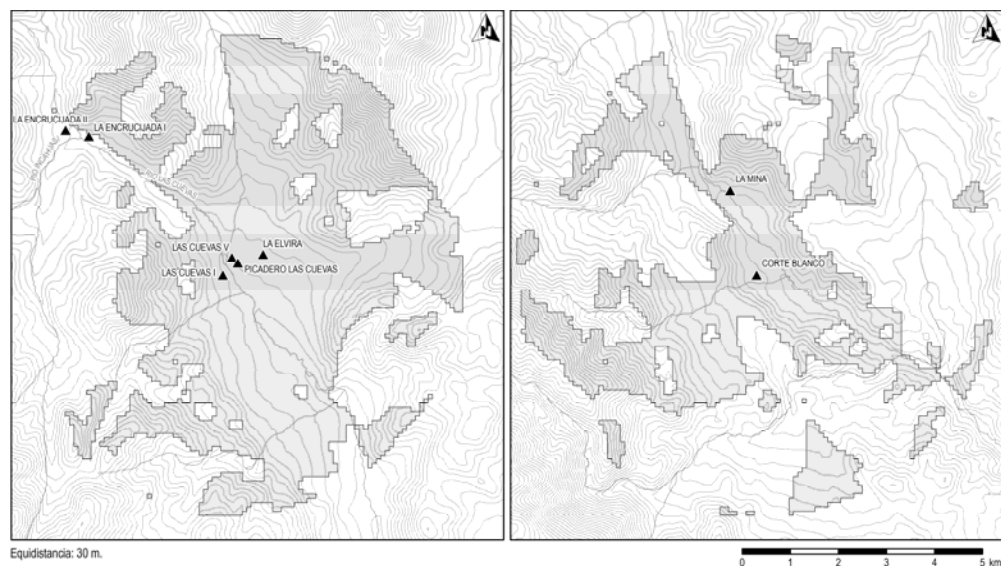 N
N
LA ENCRUCIJADA II
LA ENCRUCIJADA I
LA MINA
LAS CUEVAS V
LA ELVIRA
PICADERO LAS CUEVAS
LAS CUEVAS I
CORTE BLANCO
Equidistancia: 30 m.
0 1 2 3 4 5 km